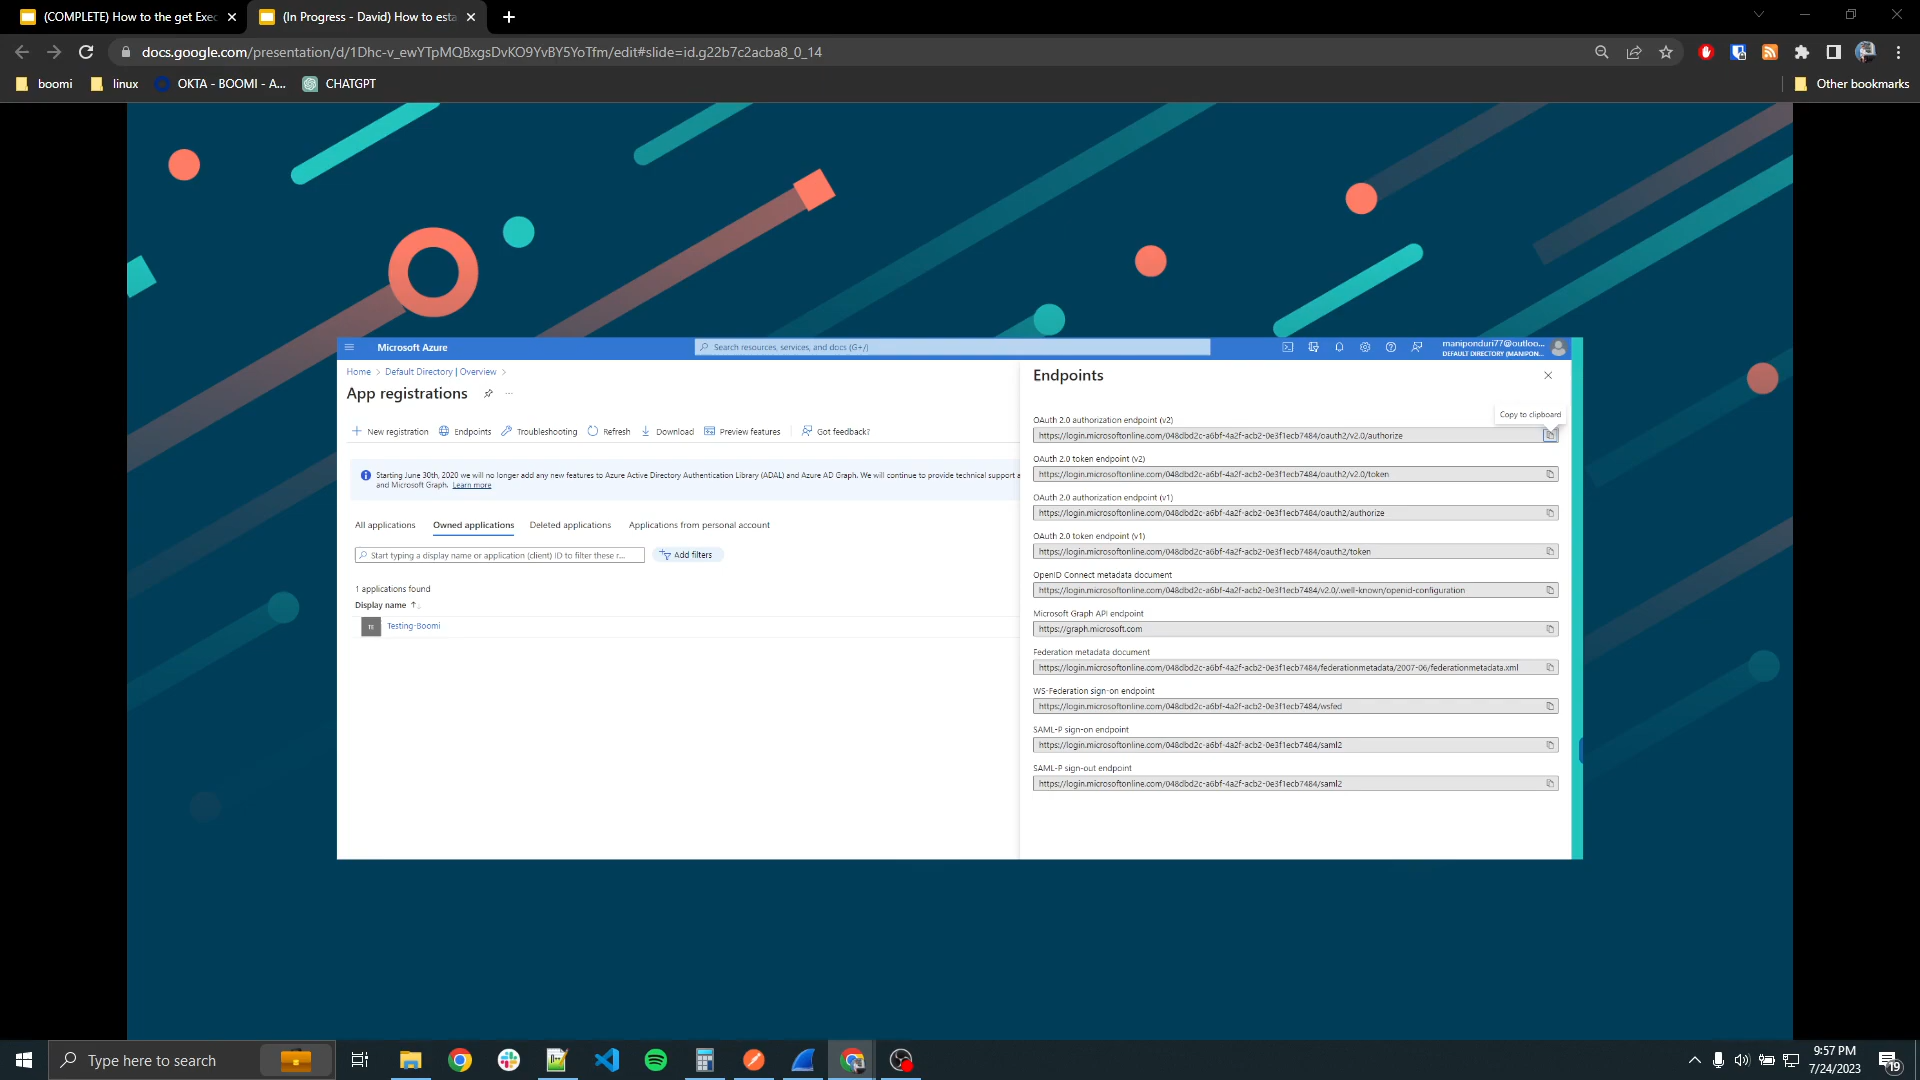 (COMPLETE) How to the get Exec
(In Progress - David) How to esta
docs.google.com/presentation/d/1Dhc-v_ewYTpMQBxgsDvKO9YvBY5YoTfm/edit#slide=id.g22b7c2acba8_0_14
boomi
linux
OKTA - BOOMI - A...
CHATGPT
Other bookmarks
Microsoft Azure
Search resources, services, and docs (G+/)
maniponduri77@outloo...
DEFAULT DIRECTORY (MANIPON...
Home > Default Directory | Overview >
App registrations
...
New registration
Endpoints
Troubleshooting
Refresh
Download
Preview features
Got feedback?
Starting June 30th, 2020 we will no longer add any new features to Azure Active Directory Authentication Library (ADAL) and Azure AD Graph. We will continue to provide technical support a
and Microsoft Graph. Learn more
All applications
Owned applications
Deleted applications
Applications from personal account
Start typing a display name or application (client) ID to filter these r...
Add filters
1 applications found
Display name
TE
Testing-Boomi
Endpoints
Copy to clipboard
OAuth 2.0 authorization endpoint (v2)
https://login.microsoftonline.com/048dbd2c-a6bf-4a2f-acb2-0e3f1ecb7484/oauth2/v2.0/authorize
OAuth 2.0 token endpoint (v2)
https://login.microsoftonline.com/048dbd2c-a6bf-4a2f-acb2-0e3f1ecb7484/oauth2/v2.0/token
OAuth 2.0 authorization endpoint (v1)
https://login.microsoftonline.com/048dbd2c-a6bf-4a2f-acb2-0e3f1ecb7484/oauth2/authorize
OAuth 2.0 token endpoint (v1)
https://login.microsoftonline.com/048dbd2c-a6bf-4a2f-acb2-0e3f1ecb7484/oauth2/token
OpenID Connect metadata document
https://login.microsoftonline.com/048dbd2c-a6bf-4a2f-acb2-0e3f1ecb7484/v2.0/.well-known/openid-configuration
Microsoft Graph API endpoint
https://graph.microsoft.com
Federation metadata document
https://login.microsoftonline.com/048dbd2c-a6bf-4a2f-acb2-0e3f1ecb7484/federationmetadata/2007-06/federationmetadata.xml
WS-Federation sign-on endpoint
https://login.microsoftonline.com/048dbd2c-a6bf-4a2f-acb2-0e3f1ecb7484/wsfed
SAML-P sign-on endpoint
https://login.microsoftonline.com/048dbd2c-a6bf-4a2f-acb2-0e3f1ecb7484/saml2
SAML-P sign-out endpoint
https://login.microsoftonline.com/048dbd2c-a6bf-4a2f-acb2-0e3f1ecb7484/saml2
Type here to search
9:57 PM
7/24/2023
19